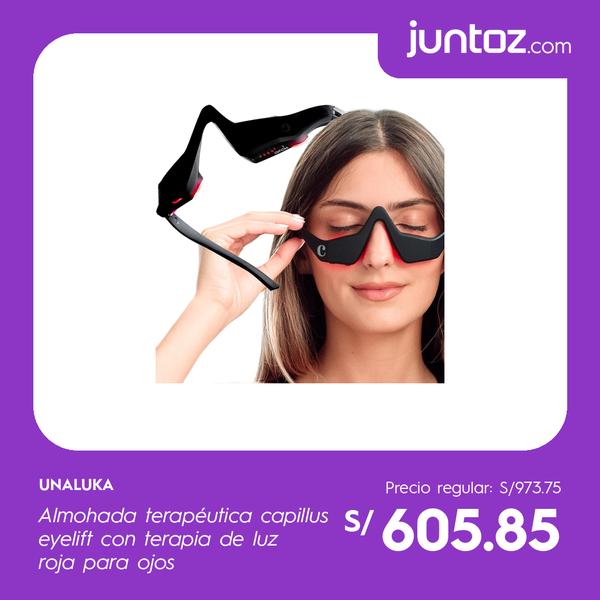 juntoz.com
C
UNALUKA
Almohada terapéutica capillus
eyelift con terapia de luz
roja para ojos
Precio regular: S/973.75
S/ 605.85